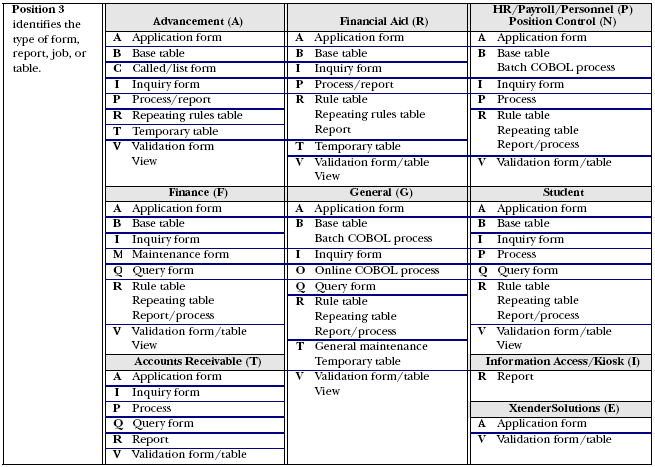 Position 3
identifies the
type of form,
report, job, or
table.
Advancement (A)
A Application form
B Base table
C Called/list form
I Inquiry form
P Process/report
R Repeating rules table
T Temporary table
V Validation form
View
Financial Aid (R)
A Application form
B Base table
I Inquiry form
P Process/report
R Rule table
Repeating rules table
Report
T Temporary table
V Validation form/table
View
HR/Payroll/Personnel (P)
Position Control (N)
A Application form
B Base table
Batch COBOL process
I Inquiry form
P Process
R Rule table
Repeating table
Report/process
V Validation form/table
Finance (F)
A Application form
B Base table
I Inquiry form
M Maintenance form
Q Query form
R Rule table
Repeating table
Report/process
V Validation form/table
View
General (G)
A Application form
B Base table
Batch COBOL process
I Inquiry form
O Online COBOL process
Q Query form
R Rule table
Repeating table
Report/process
T General maintenance
Temporary table
V Validation form/table
View
Student
A Application form
B Base table
I Inquiry form
P Process
Q Query form
R Rule table
Repeating table
Report/process
V Validation form/table
View
Accounts Receivable (T)
A Application form
I Inquiry form
P Process
Q Query form
R Report
V Validation form/table
Information Access/Kiosk (I)
R Report
XtenderSolutions (E)
A Application form
V Validation form/table